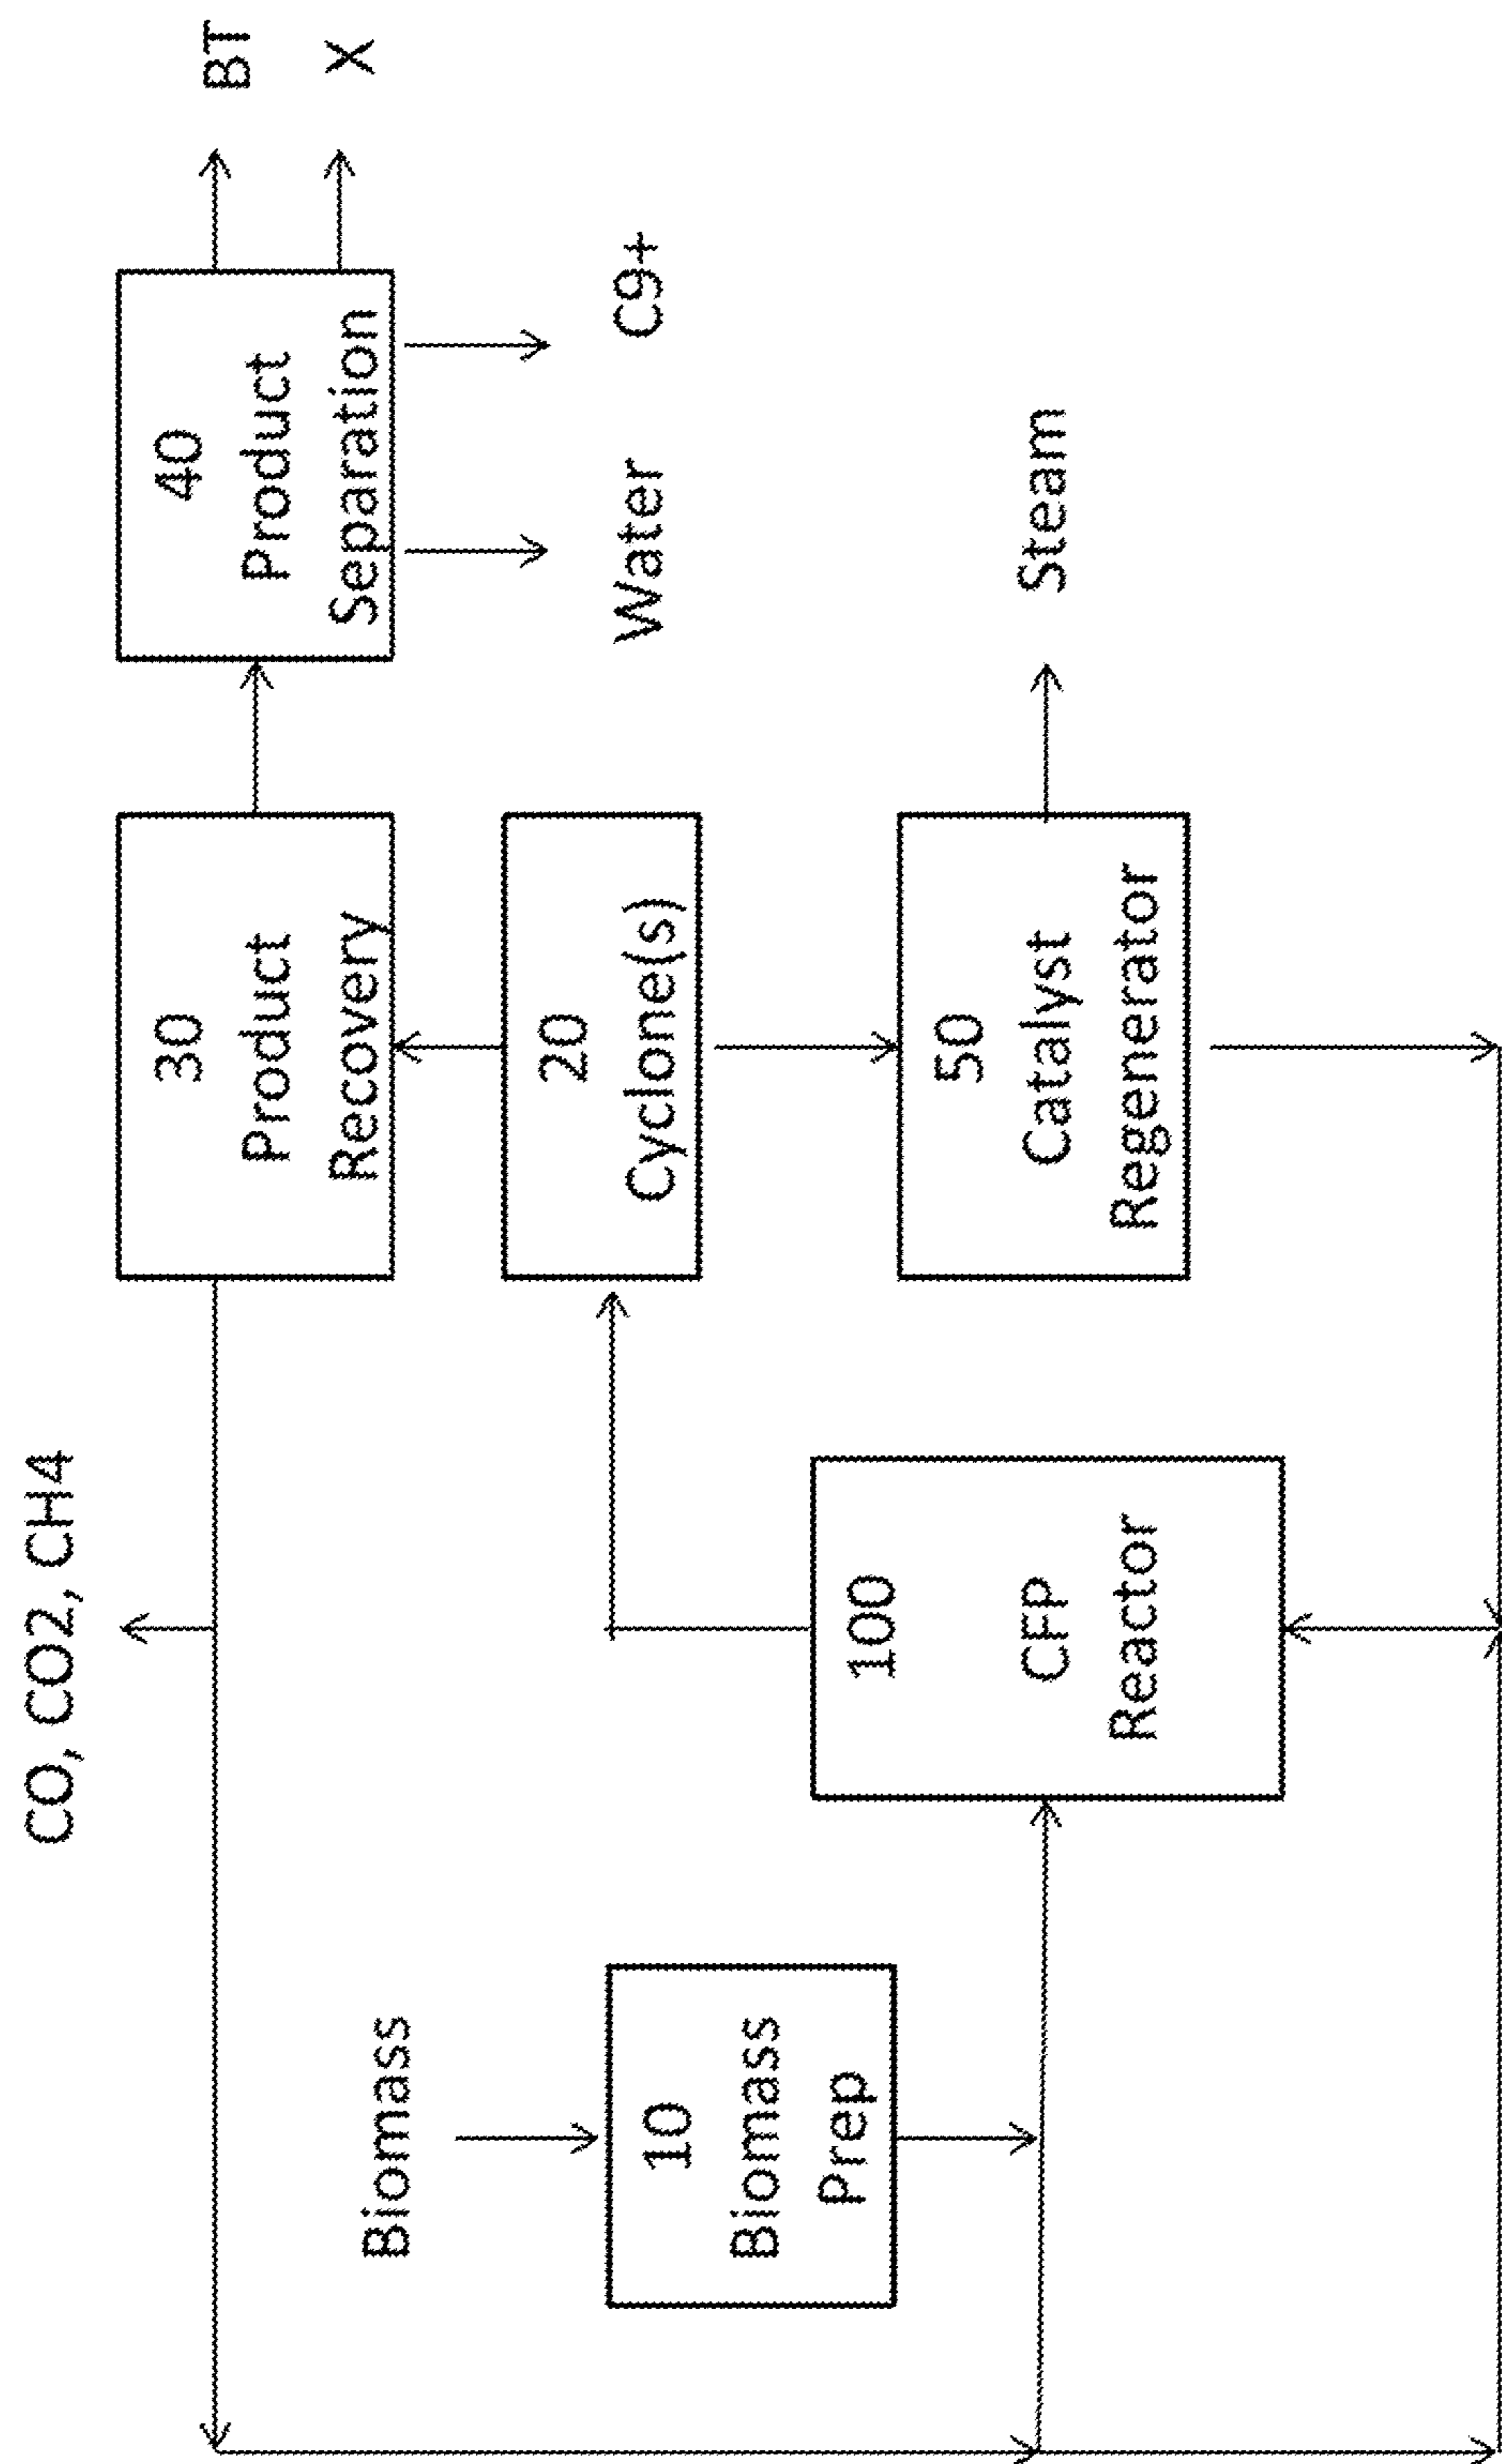 CO, CO2, CH4
30
Product
Recovery
40
Product
Separation
BT
X
Biomass
20
Cyclone(s)
Water
C9+
10
Biomass
Prep
100
CFP
Reactor
50
Catalyst
Regenerator
Steam